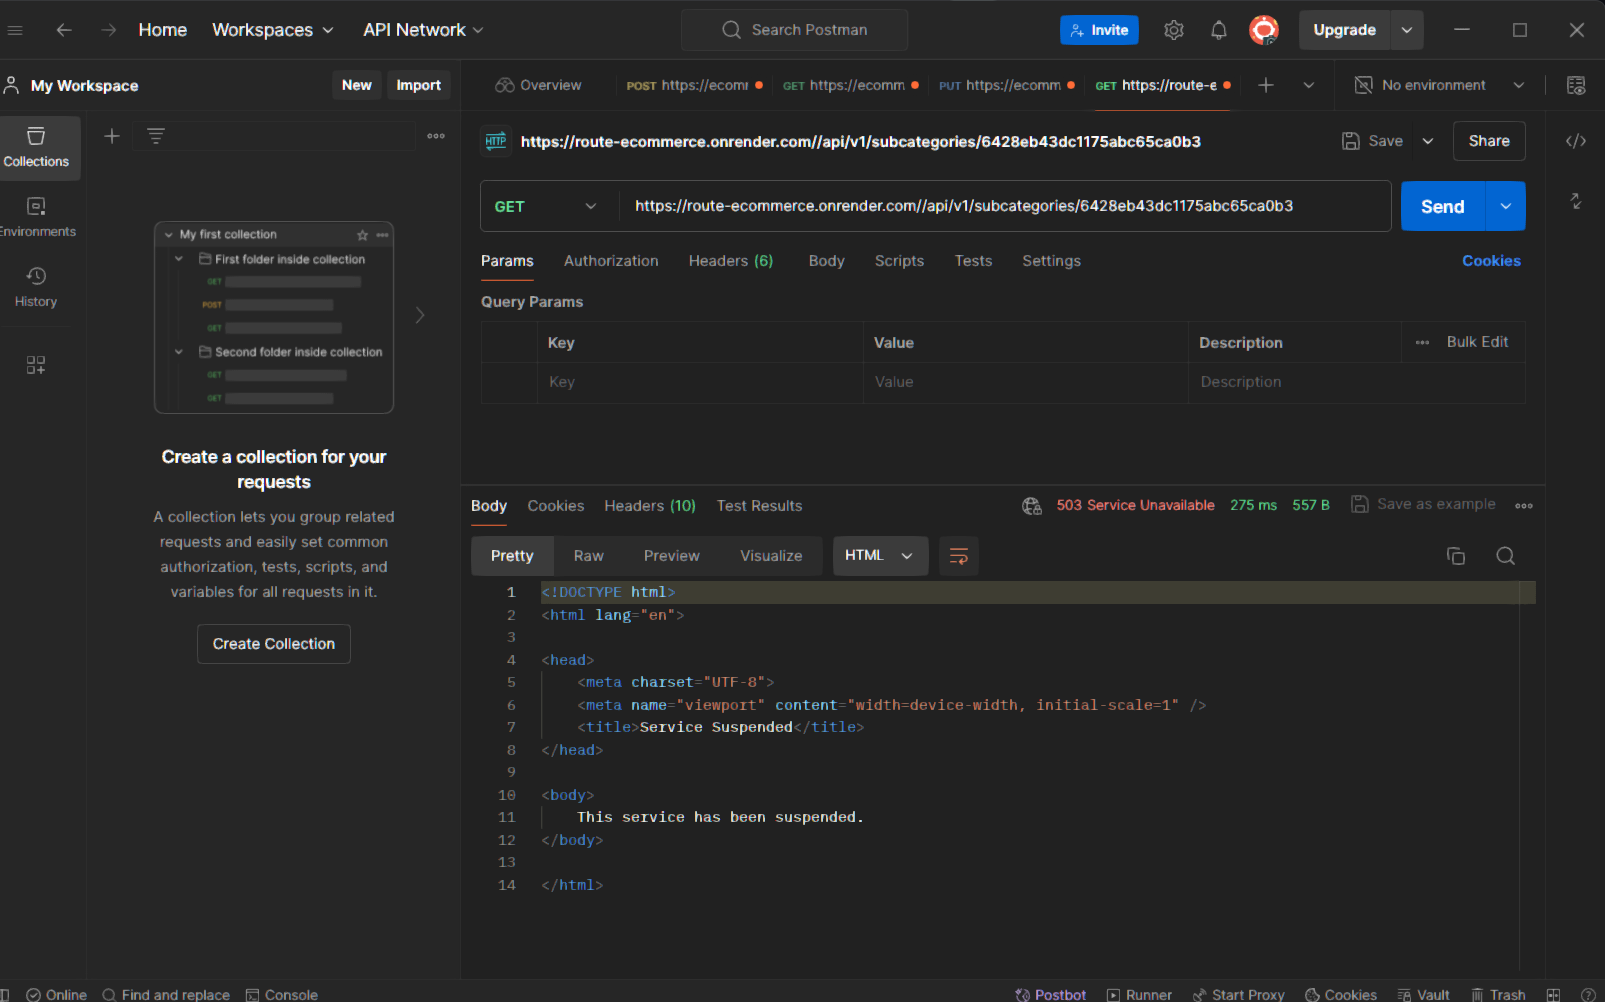 Home Workspaces API Network Search Postman Invite Upgrade
My Workspace New Import Overview POST https://ecomm GET https://ecomm PUT https://ecomm GET https://route-e No environment
HTTP https://route-ecommerce.onrender.com//api/v1/subcategories/6428eb43dc1175abc65ca0b3 Save Share
Collections
Environments
History
GET https://route-ecommerce.onrender.com//api/v1/subcategories/6428eb43dc1175abc65ca0b3 Send
Params Authorization Headers (6) Body Scripts Tests Settings Cookies
Query Params
Key Value Description Bulk Edit
Key Value Description
My first collection
First folder inside collection
GET
POST
GET
Second folder inside collection
GET
GET
Create a collection for your
requests
A collection lets you group related
requests and easily set common
authorization, tests, scripts, and
variables for all requests in it.
Create Collection
Body Cookies Headers (10) Test Results 503 Service Unavailable 275 ms 557 B Save as example
Pretty Raw Preview Visualize HTML
1 <!DOCTYPE html>
2 <html lang="en">
3
4 <head>
5 <meta charset="UTF-8">
6 <meta name="viewport" content="width=device-width, initial-scale=1" />
7 <title>Service Suspended</title>
8 </head>
9
10 <body>
11 This service has been suspended.
12 </body>
13
14 </html>
Online Find and replace Console Postbot Runner Start Proxy Cookies Vault Trash